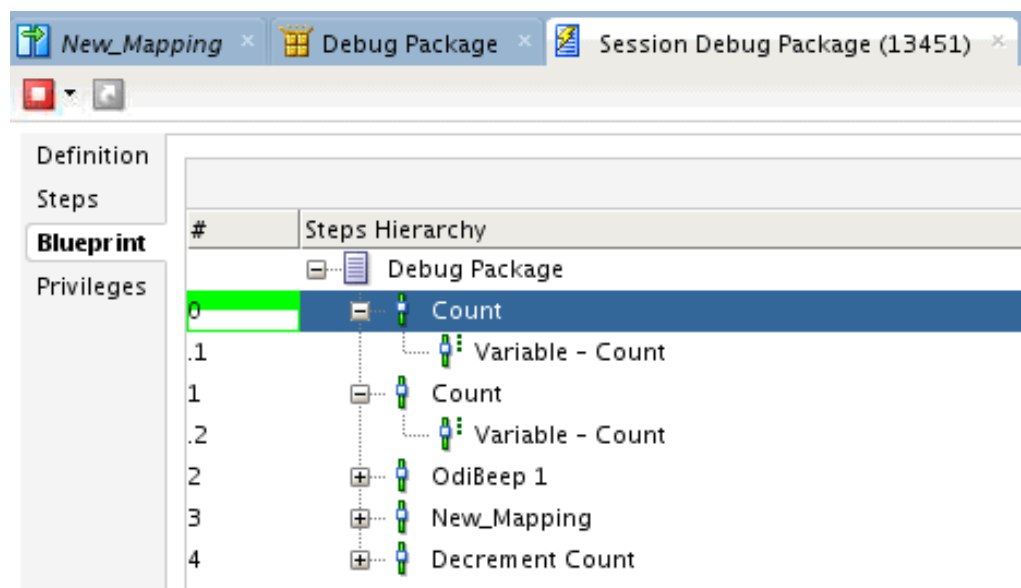 New_Mapping Debug Package Session Debug Package (13451)
Definition
Steps
Blueprint
Privileges
# Steps Hierarchy
Debug Package
0 Count
.1 Variable - Count
1 Count
.2 Variable - Count
2 OdiBeep 1
3 New_Mapping
4 Decrement Count